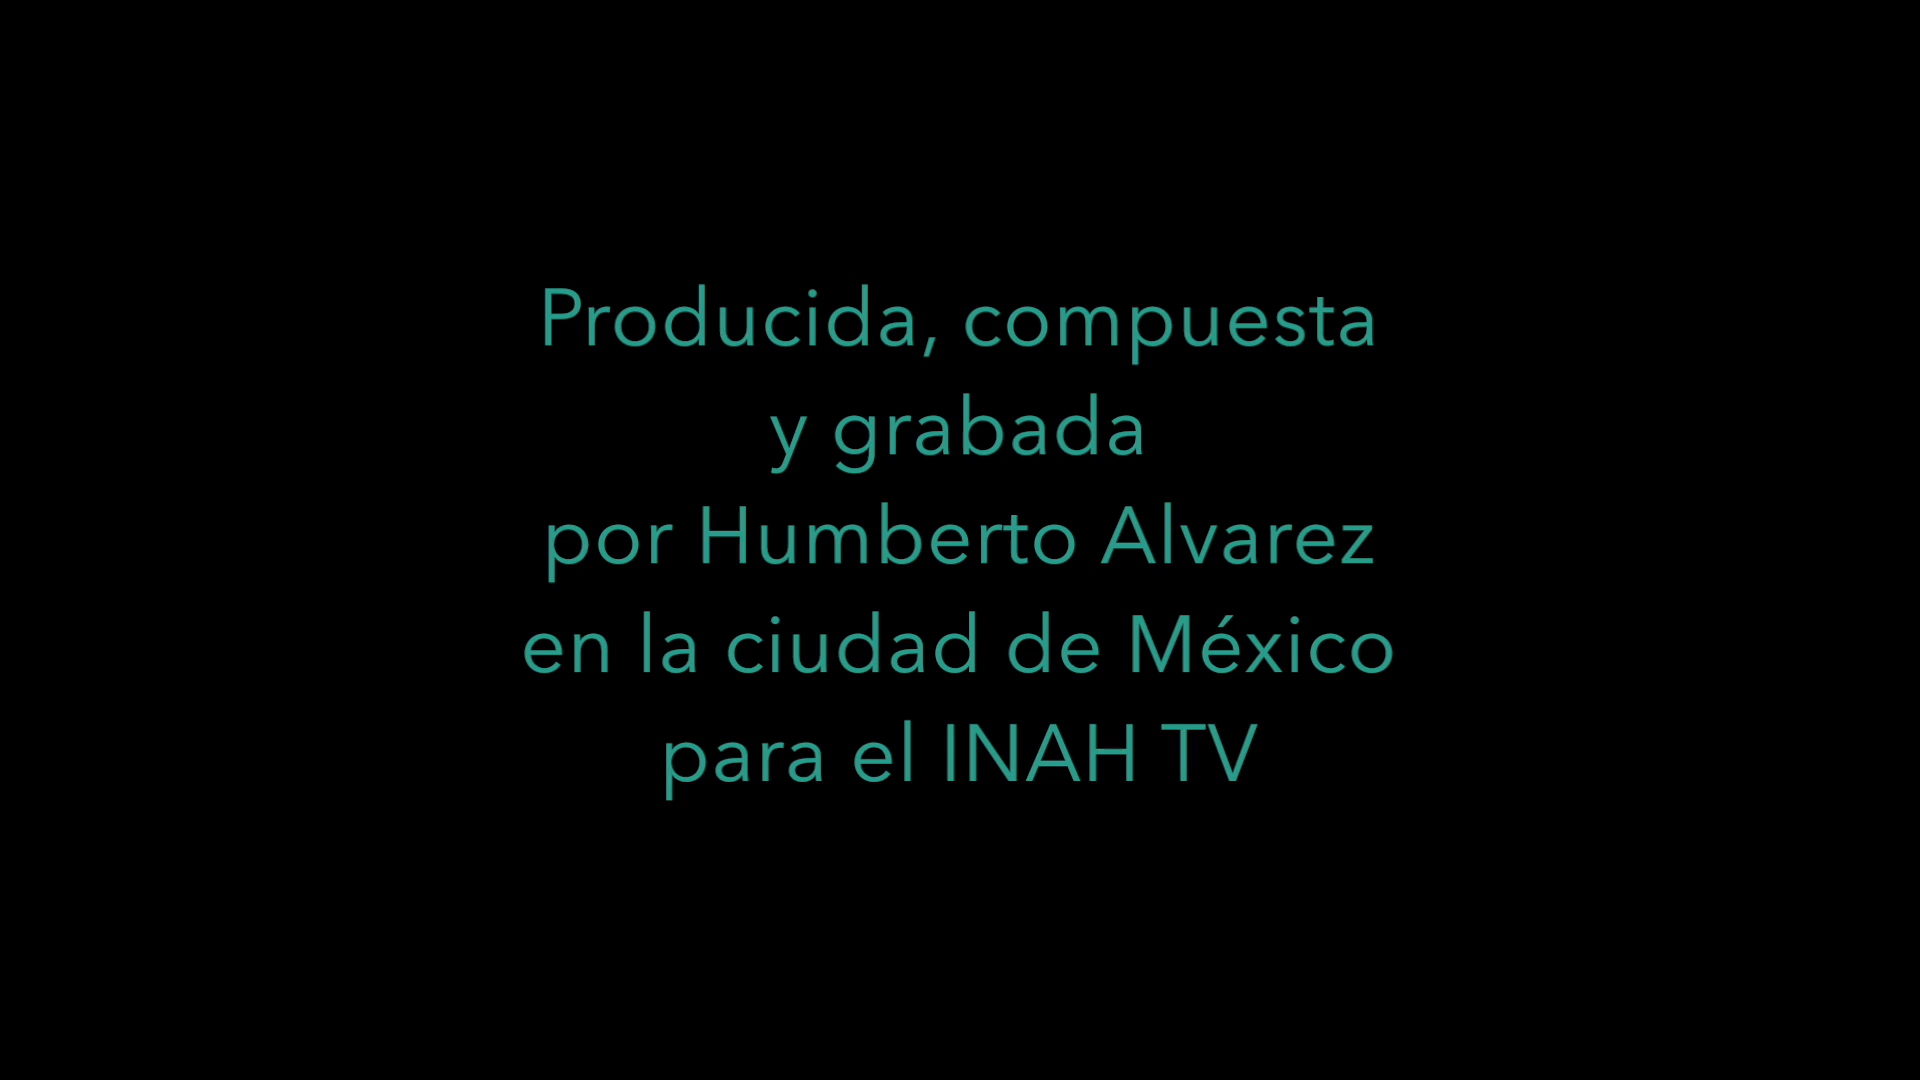 Producida, compuesta
y grabada
por Humberto Alvarez
en la ciudad de México
para el INAH TV